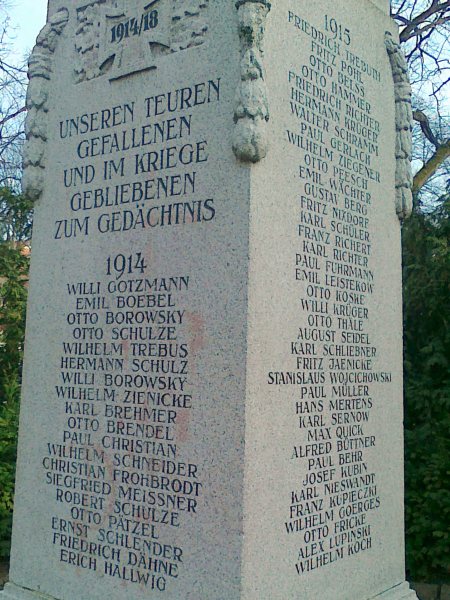 1914/18
UNSEREN TEUREN
GEFALLENEN
UND IM KRIEGE
GEBLIEBENEN
ZUM GEDÄCHTNIS
1914
WILLI GOTZMANN
EMIL BOEBEL
OTTO BOROWSKY
OTTO SCHULZE
WILHELM TREBUS
HERMANN SCHULZ
WILLI BOROWSKY
WILHELM ZIENICKE
KARL BREHMER
OTTO BRENDEL
PAUL CHRISTIAN
WILHELM SCHNEIDER
CHRISTIAN FROHBRODT
SIEGFRIED MEISSNER
ROBERT SCHULZE
OTTO PÄTZEL
ERNST SCHLENDER
FRIEDRICH DÄHNE
ERICH HALLWIG
1915
FRIEDRICH TREBUTH
FRITZ POHL
OTTO DELSS
OTTO HAMMER
FRIEDRICH RICHTER
HERMANN KRÜGER
WALTER SCHRAMM
PAUL GERLACH
WILHELM ZIEGENER
OTTO PEESCH
EMIL WÄCHTER
GUSTAV BERG
FRITZ NIXDORF
KARL SCHÜLER
FRANZ RICHERT
KARL RICHTER
PAUL FUHRMANN
EMIL LEISTEKOW
OTTO KOSKE
WILLI KRÜGER
OTTO THÄLE
AUGUST SEIDEL
KARL SCHLIEBNER
FRITZ JAENICKE
STANISLAUS WOJCICHOWSKI
PAUL MÜLLER
HANS MERTENS
KARL SERNOW
MAX QUICK
ALFRED BÜTTNER
PAUL BEHR
JOSEF KUBIN
KARL NIESWANDT
FRANZ KUPIECZKI
WILHELM GOERGES
OTTO FRICKE
ALEX LUPINSKI
WILHELM KOCH